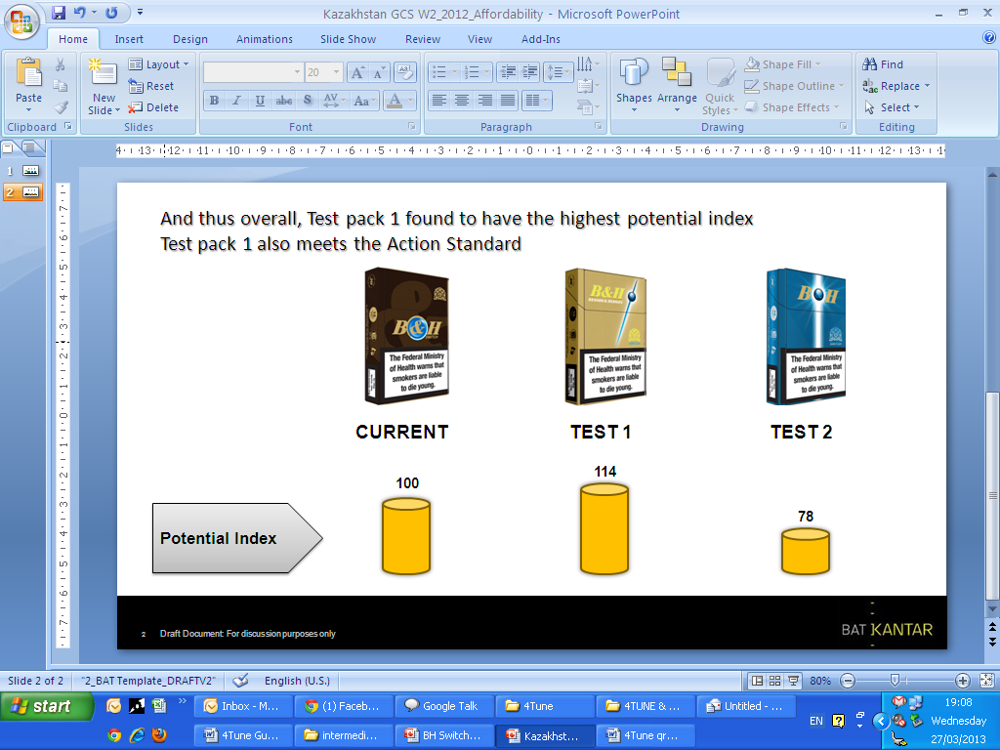 Kazakhstan GCS W2_2012_Affordability - Microsoft PowerPoint
Home Insert Design Animations Slide Show Review View Add-Ins
Paste
Clipboard
New Slide
Layout
Reset
Delete
Slides
20
B I U abc S AV Aa A
Font
Paragraph
Shapes Arrange Quick Styles
Shape Fill
Shape Outline
Shape Effects
Drawing
Find
Replace
Select
Editing
1
2
And thus overall, Test pack 1 found to have the highest potential index
Test pack 1 also meets the Action Standard
B&H
The Federal Ministry
of Health warns that
smokers are liable
to die young.
B&H
The Federal Ministry
of Health warns that
smokers are liable
to die young.
B H
The Federal Ministry
of Health warns that
smokers are liable
to die young.
CURRENT TEST 1 TEST 2
100 114 78
Potential Index
2 Draft Document: For discussion purposes only
BAT KANTAR
Slide 2 of 2 "2_BAT Template_DRAFTV2" English (U.S.) 80%
start
Inbox - M... (1) Faceb... Google Talk 4Tune 4TUNE & ... Untitled - ...
4Tune Gu... intermedi... BH Switch... Kazakhst... 4Tune qr...
EN
19:08
Wednesday
27/03/2013